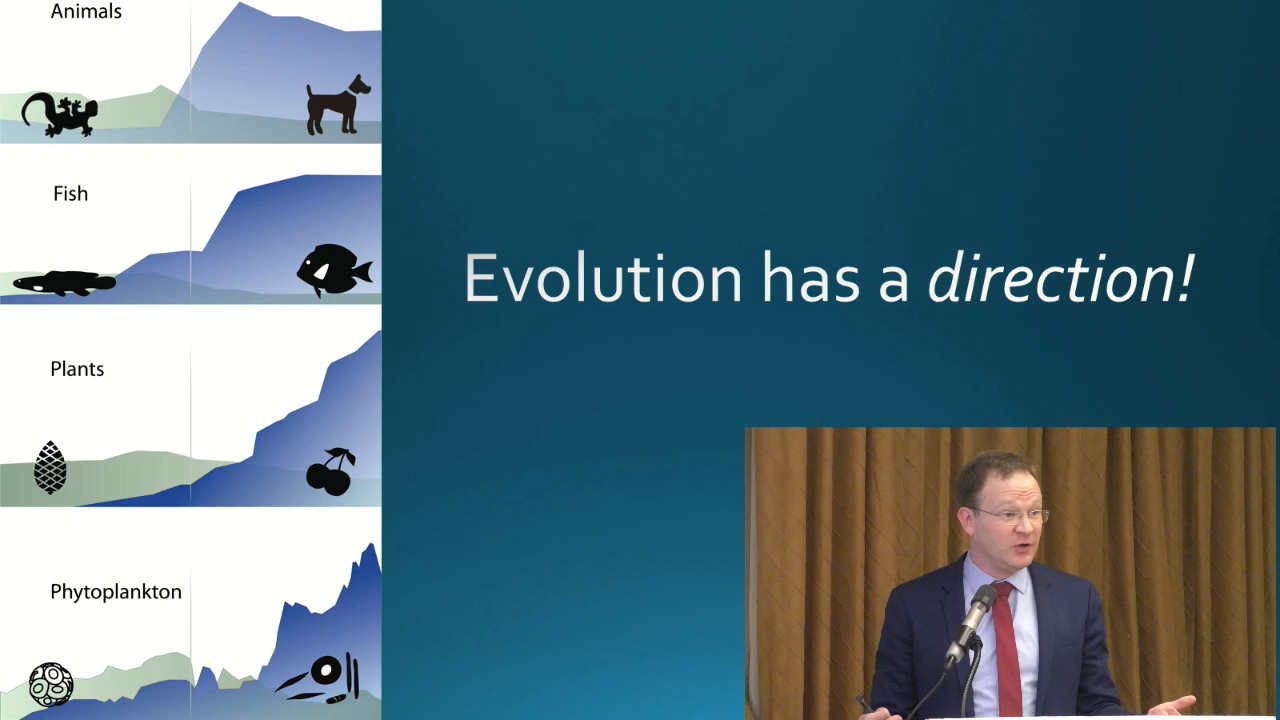 Animals
Fish
Evolution has a direction!
Plants
Phytoplankton